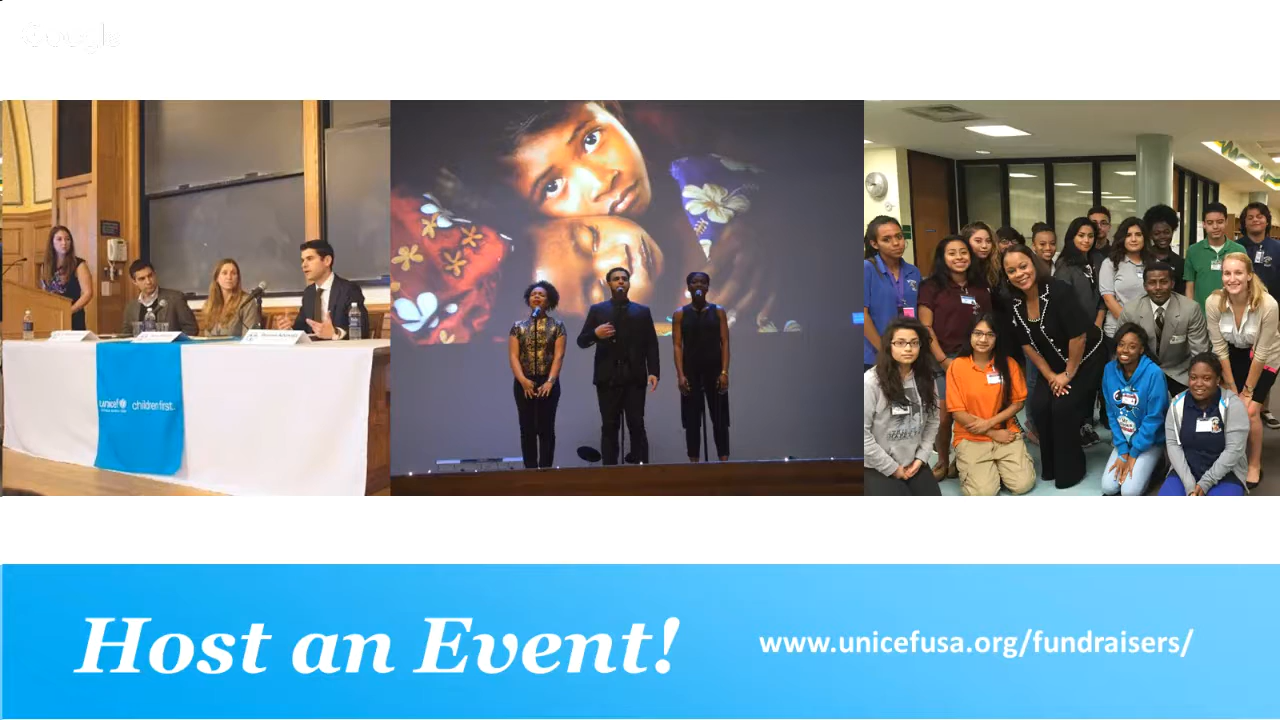 Google
unicef
children first.
Host an Event!
www.unicefusa.org/fundraisers/